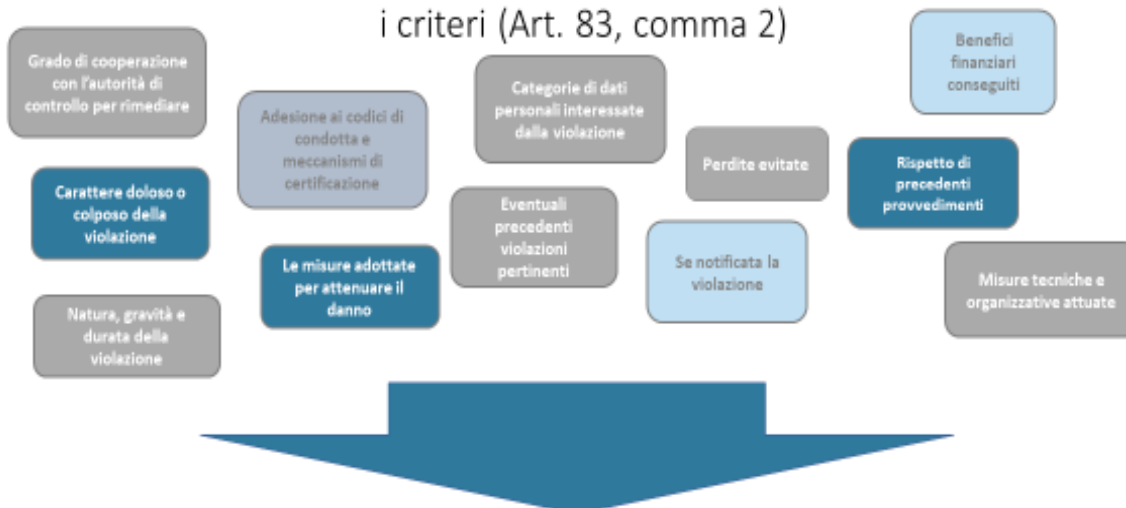 i criteri (Art. 83, comma 2)
Grado di cooperazione
con l'autorità di
controllo per rimediare
Adesione ai codici di
condotta e
meccanismi di
certificazione
Categorie di dati
personali interessate
dalla violazione
Benefici
finanziari
conseguiti
Perdite evitate
Rispetto di
precedenti
provvedimenti
Carattere doloso o
colposo della
violazione
Eventuali
precedenti
violazioni
pertinenti
Le misure adottate
per attenuare il
danno
Se notificata la
violazione
Misure tecniche e
organizzative attuate
Natura, gravità e
durata della
violazione